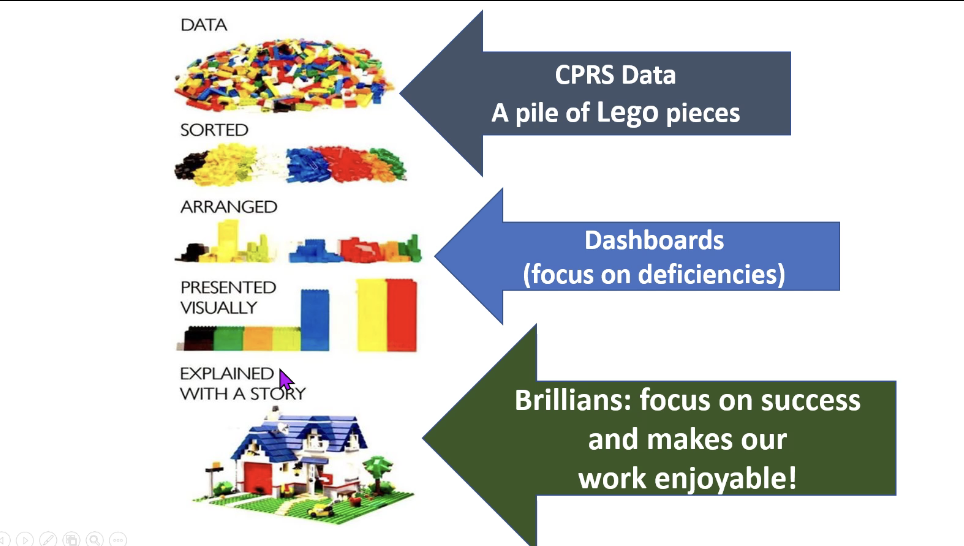 DATA
CPRS Data
A pile of Lego pieces
SORTED
ARRANGED
Dashboards
(focus on deficiencies)
PRESENTED
VISUALLY
EXPLAINED
WITH A STORY
Brillians: focus on success
and makes our
work enjoyable!